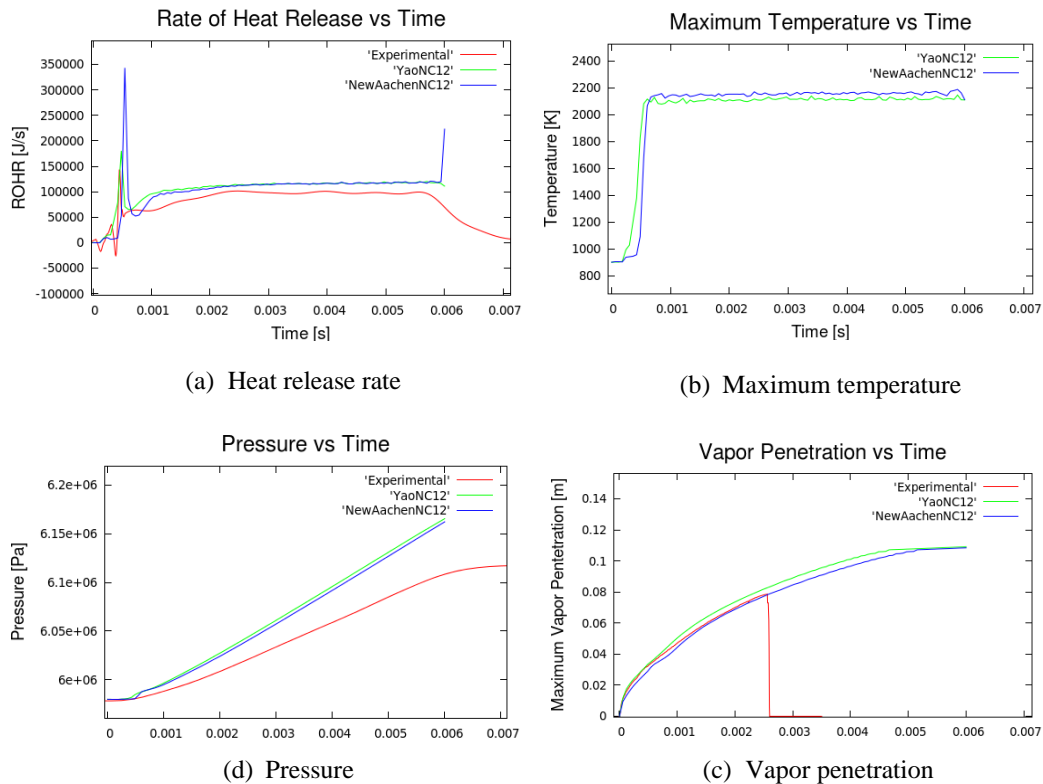 Rate of Heat Release vs Time
ROHR [J/s]
350000
300000
250000
200000
150000
100000
50000
0
-50000
-100000
'Experimental'
'YaoNC12'
'NewAachenNC12'
0 0.001 0.002 0.003 0.004 0.005 0.006 0.007
Time [s]
(a) Heat release rate
Maximum Temperature vs Time
Temperature [K]
2400
2200
2000
1800
1600
1400
1200
1000
800
'YaoNC12'
'NewAachenNC12'
0 0.001 0.002 0.003 0.004 0.005 0.006 0.007
Time [s]
(b) Maximum temperature
Pressure vs Time
Pressure [Pa]
6.2e+06
6.15e+06
6.1e+06
6.05e+06
6e+06
'Experimental'
'YaoNC12'
'NewAachenNC12'
0 0.001 0.002 0.003 0.004 0.005 0.006 0.007
(d) Pressure
Vapor Penetration vs Time
Maximum Vapor Pentetration [m]
0.14
0.12
0.1
0.08
0.06
0.04
0.02
0
'Experimental'
'YaoNC12'
'NewAachenNC12'
0 0.001 0.002 0.003 0.004 0.005 0.006 0.007
(c) Vapor penetration